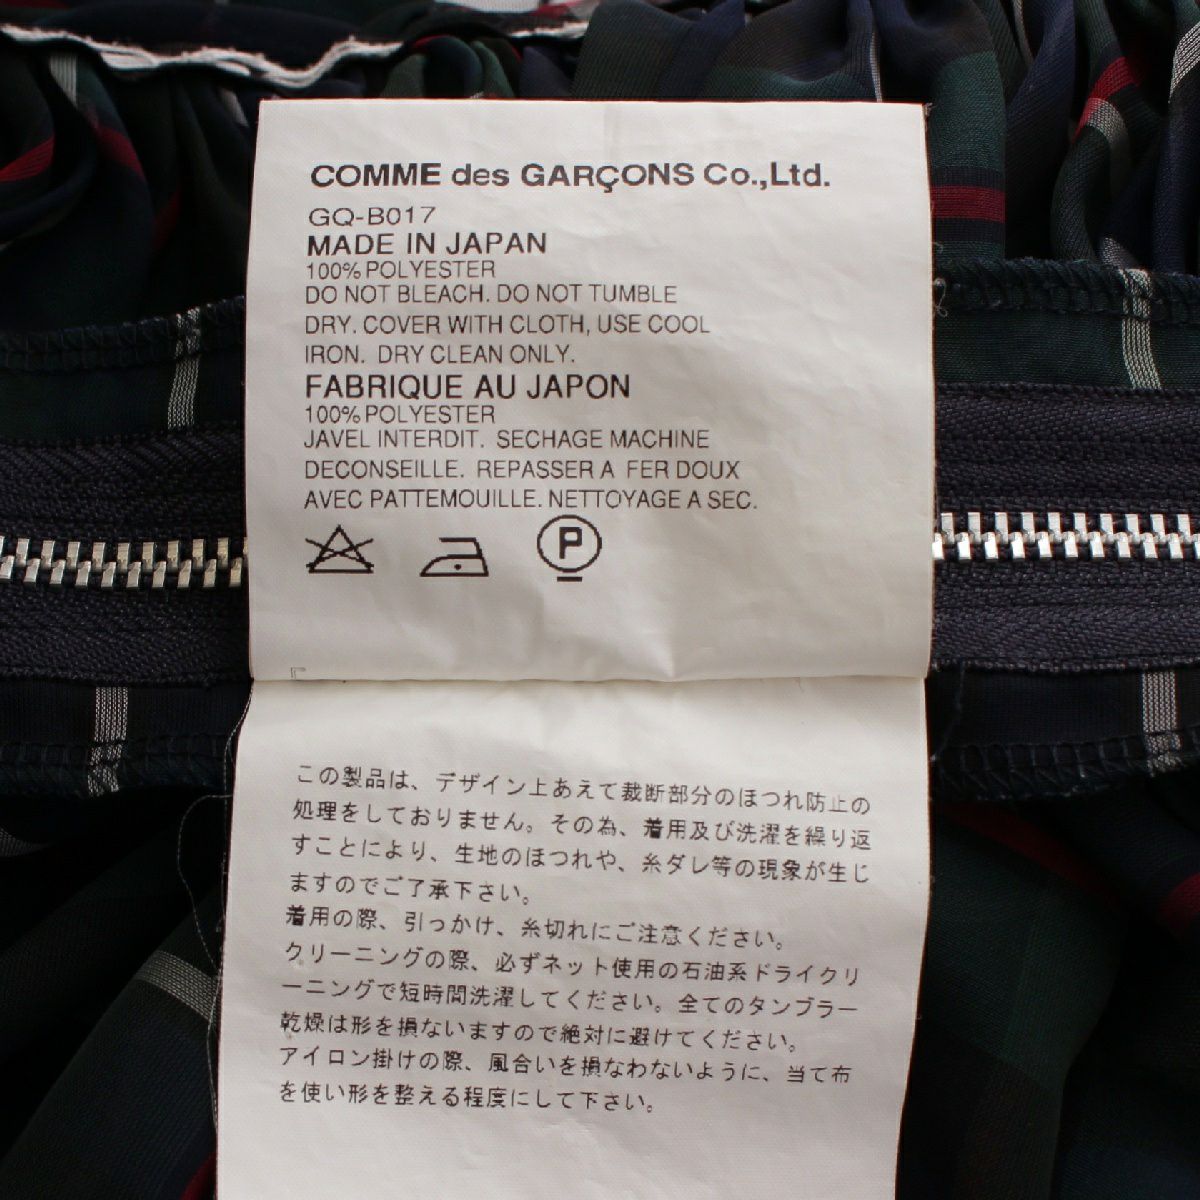 COMME des GARÇONS Co.,Ltd.
GQ-B017
MADE IN JAPAN
100% POLYESTER
DO NOT BLEACH. DO NOT TUMBLE
DRY. COVER WITH CLOTH, USE COOL
IRON. DRY CLEAN ONLY.
FABRIQUE AU JAPON
100% POLYESTER
JAVEL INTERDIT. SECHAGE MACHINE
DECONSEILLE. REPASSER A FER DOUX
AVEC PATTEMOUILLE. NETTOYAGE A SEC.
P
この製品は、デザイン上あえて裁断部分のほつれ防止の
処理をしておりません。その為、着用及び洗濯を繰り返
すことにより、生地のほつれや、糸ダレ等の現象が生じ
ますのでご了承下さい。
着用の際、引っかけ、糸切れにご注意ください。
クリーニングの際、必ずネット使用の石油系ドライクリ
ーニングで短時間洗濯してください。全てのタンブラー
乾燥は形を損ないますので絶対に避けてください。
アイロン掛けの際、風合いを損なわないように、当て布
を使い形を整える程度にして下さい。